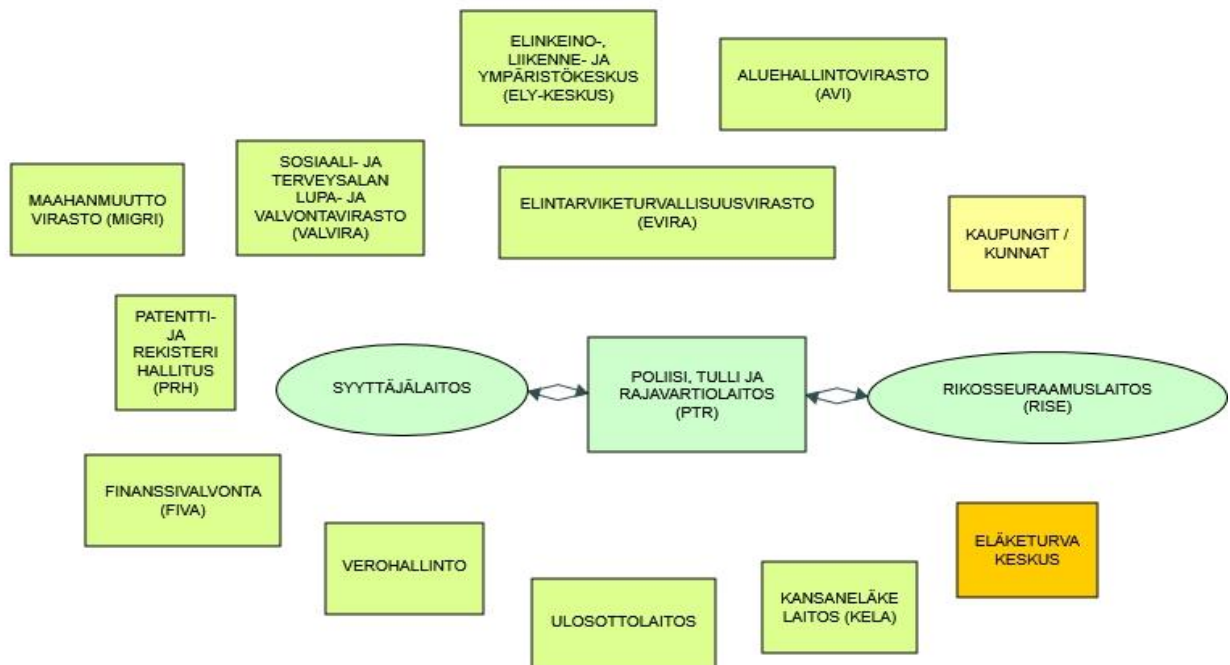 ELINKEINO-,
LIIKENNE- JA
YMPÄRISTÖKESKUS
(ELY-KESKUS)
ALUEHALLINTOVIRASTO
(AVI)
SOSIAALI- JA
TERVEYSALAN
LUPA- JA
VALVONTAVIRASTO
(VALVIRA)
MAAHANMUUTTO
VIRASTO (MIGRI)
ELINTARVIKETURVALLISUUSVIRASTO
(EVIRA)
KAUPUNGIT /
KUNNAT
PATENTTI-
JA
REKISTERI
HALLITUS
(PRH)
SYYTTÄJÄLAITOS
POLIISI, TULLI JA
RAJAVARTIOLAITOS
(PTR)
RIKOSSEURAAMUSLAITOS
(RISE)
FINANSSIVALVONTA
(FIVA)
VEROHALLINTO
ULOSOTTOLAITOS
KANSANELÄKE
LAITOS (KELA)
ELÄKETURVA
KESKUS